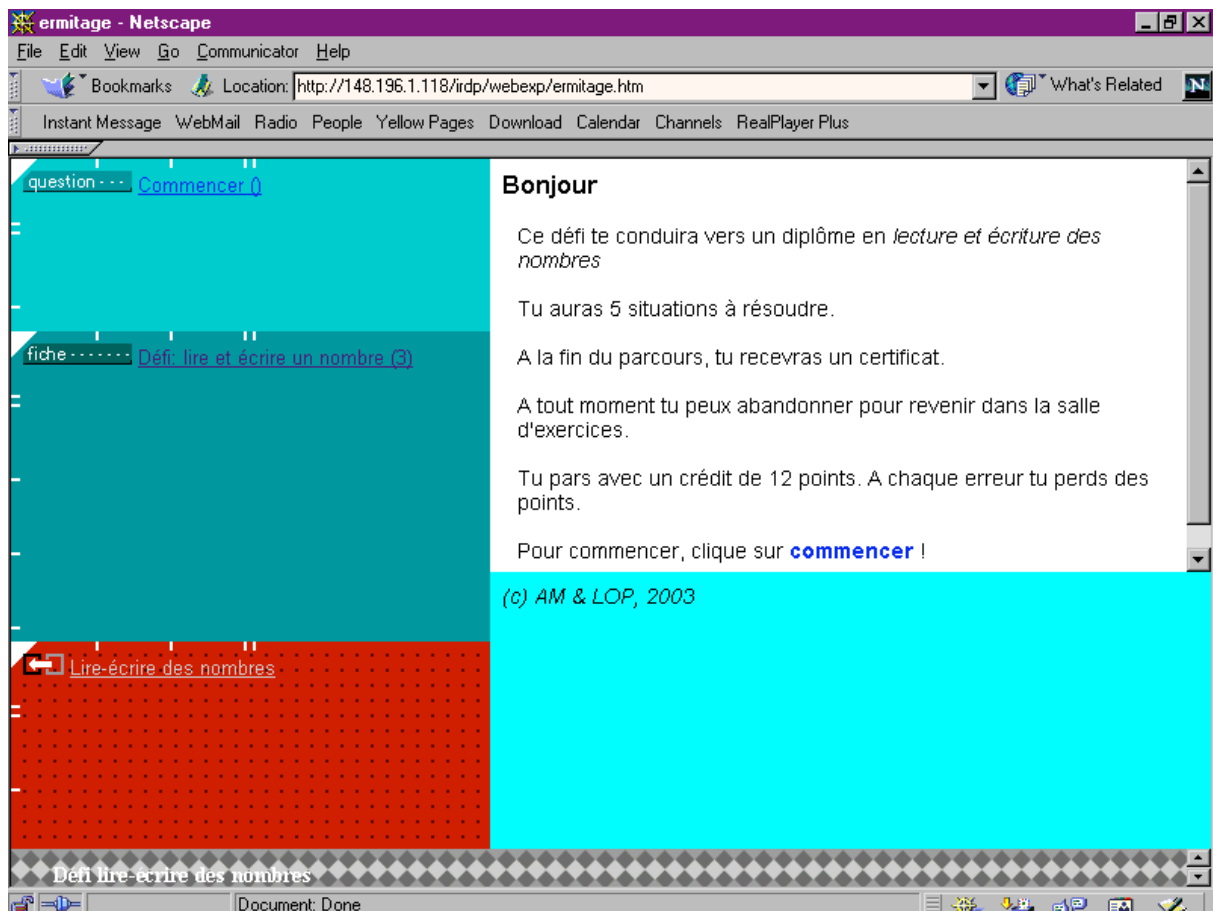 ermitage - Netscape
File Edit View Go Communicator Help
Bookmarks Location: http://148.196.1.118/irdp/webexp/ermitage.htm What's Related N
Instant Message WebMail Radio People Yellow Pages Download Calendar Channels RealPlayer Plus
question - - - Commencer ()
fiche - - - - - - - Défi: lire et écrire un nombre (3)
Lire-écrire des nombres
Bonjour
Ce défi te conduira vers un diplôme en lecture et écriture des
nombres
Tu auras 5 situations à résoudre.
A la fin du parcours, tu recevras un certificat.
A tout moment tu peux abandonner pour revenir dans la salle
d'exercices.
Tu pars avec un crédit de 12 points. A chaque erreur tu perds des
points.
Pour commencer, clique sur commencer !
(c) AM & LOP, 2003
Défi lire-écrire des nombres
Document: Done